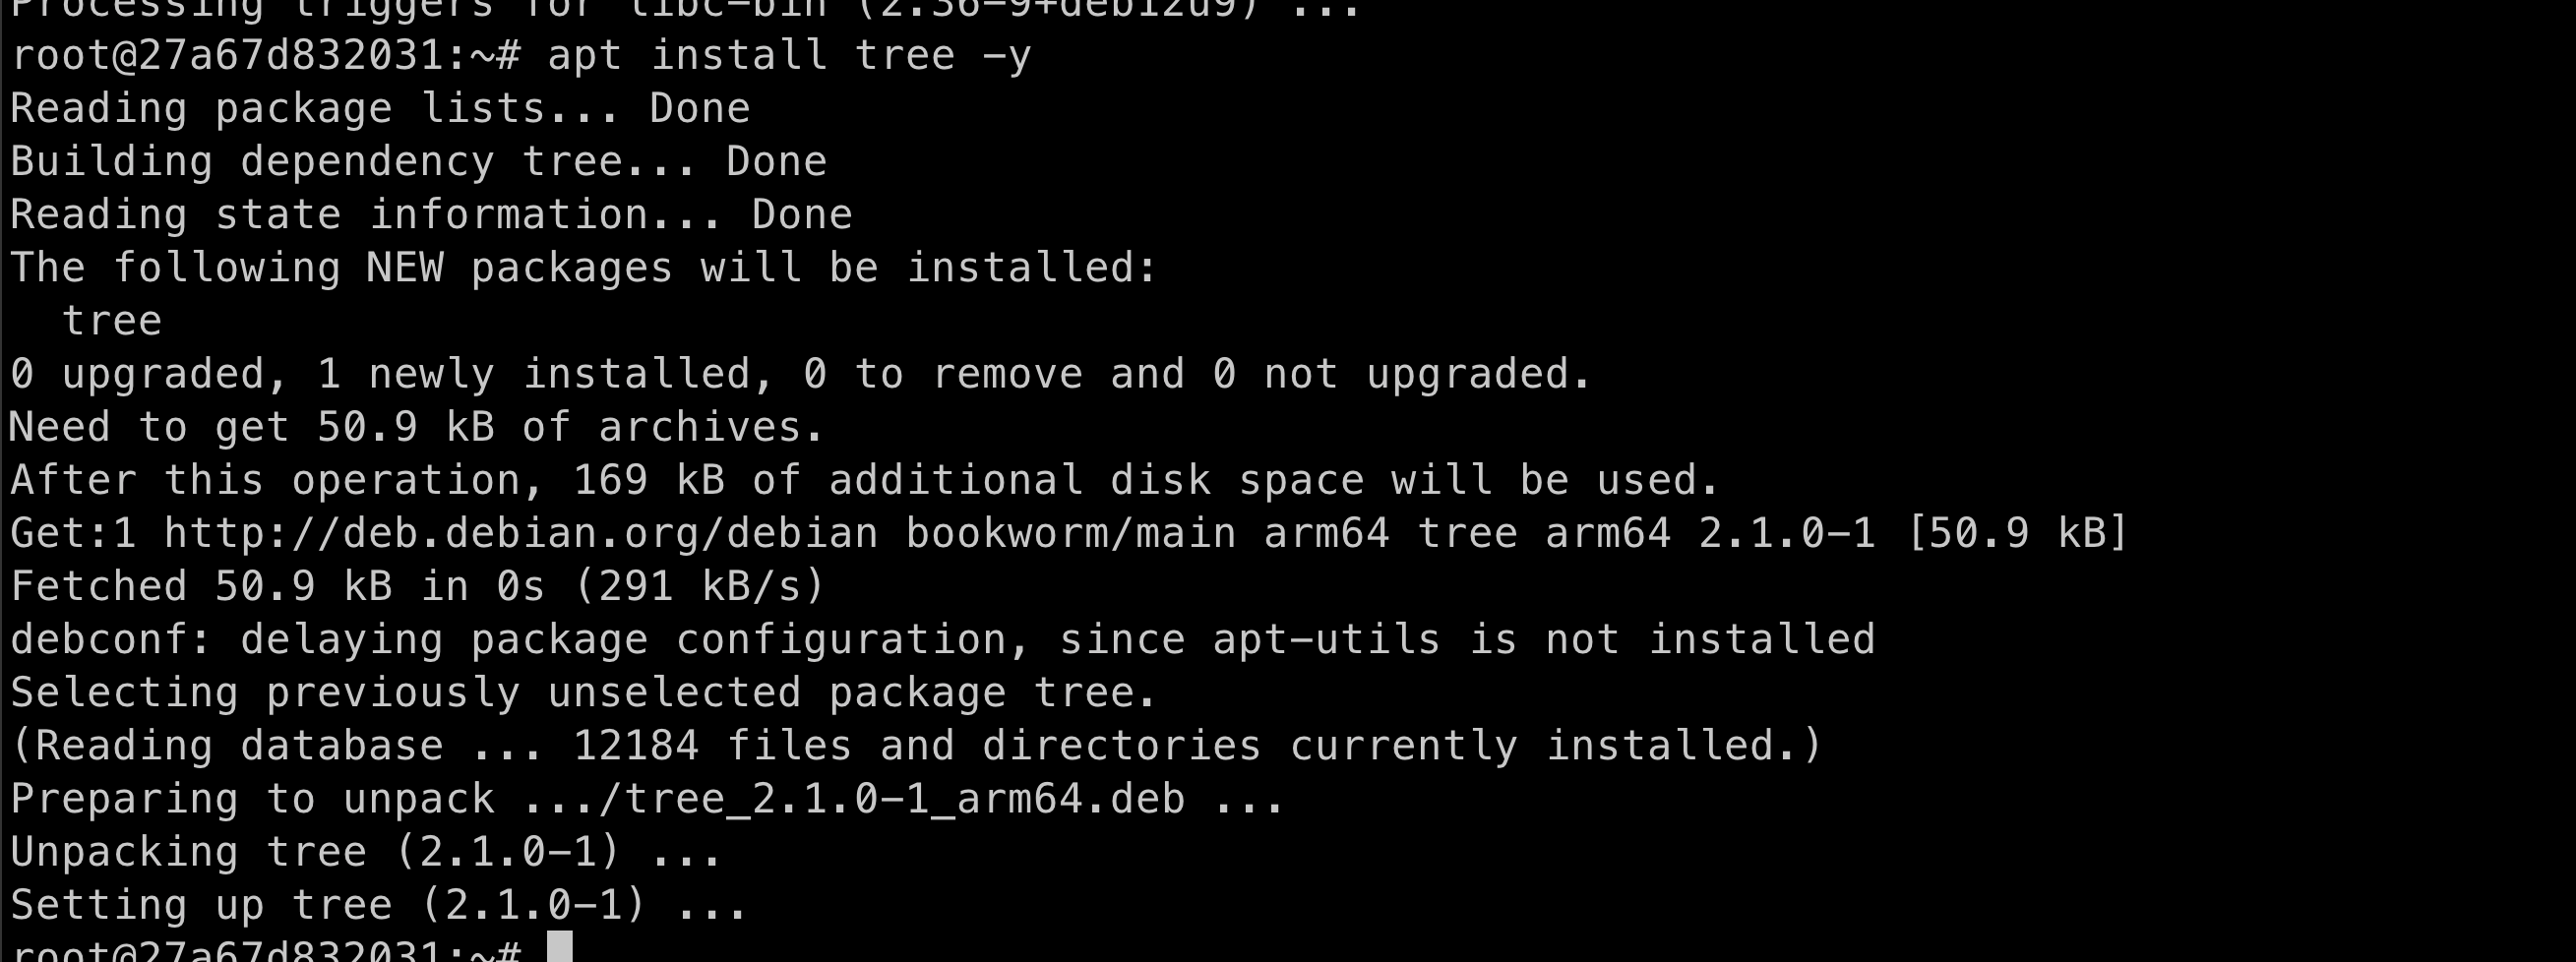 Processing triggers for libc-bin (2.36-9+deb12u9) ...
root@27a67d832031:~# apt install tree -y
Reading package lists... Done
Building dependency tree... Done
Reading state information... Done
The following NEW packages will be installed:
  tree
0 upgraded, 1 newly installed, 0 to remove and 0 not upgraded.
Need to get 50.9 kB of archives.
After this operation, 169 kB of additional disk space will be used.
Get:1 http://deb.debian.org/debian bookworm/main arm64 tree arm64 2.1.0-1 [50.9 kB]
Fetched 50.9 kB in 0s (291 kB/s)
debconf: delaying package configuration, since apt-utils is not installed
Selecting previously unselected package tree.
(Reading database ... 12184 files and directories currently installed.)
Preparing to unpack .../tree_2.1.0-1_arm64.deb ...
Unpacking tree (2.1.0-1) ...
Setting up tree (2.1.0-1) ...
root@27a67d832031:~#